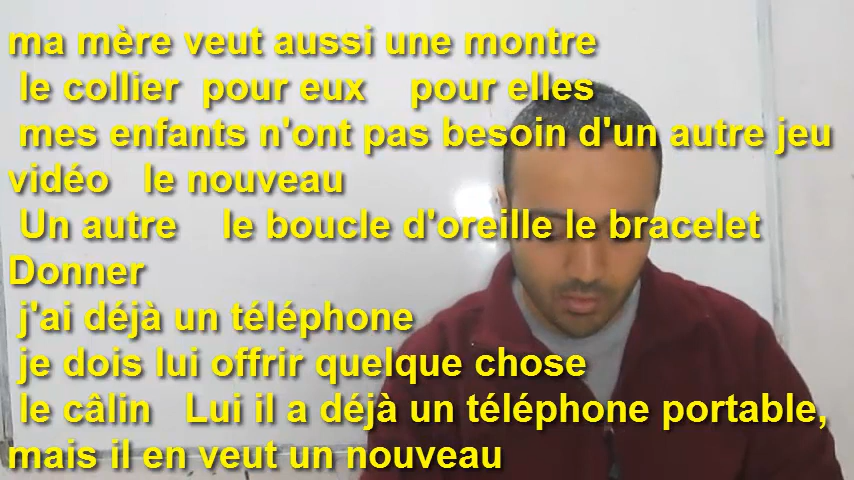 ma mère veut aussi une montre
le collier pour eux pour elles
mes enfants n'ont pas besoin d'un autre jeu
vidéo le nouveau
Un autre le boucle d'oreille le bracelet
Donner
j'ai déjà un téléphone
je dois lui offrir quelque chose
le câlin Lui il a déjà un téléphone portable,
mais il en veut un nouveau